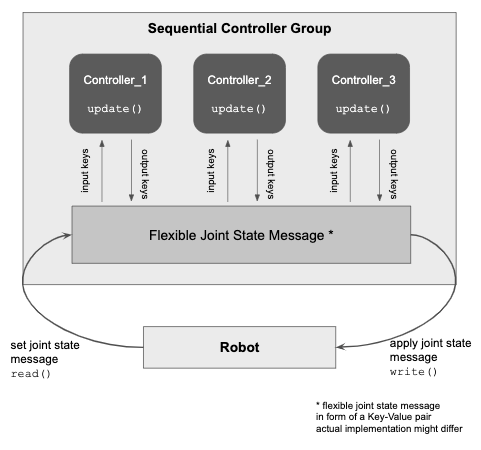 Sequential Controller Group
Controller_1
update()
Controller_2
update()
Controller_3
update()
input keys
output keys
input keys
output keys
input keys
output keys
Flexible Joint State Message *
Robot
set joint state
message
read()
apply joint state
message
write()
* flexible joint state message
in form of a Key-Value pair
actual implementation might differ